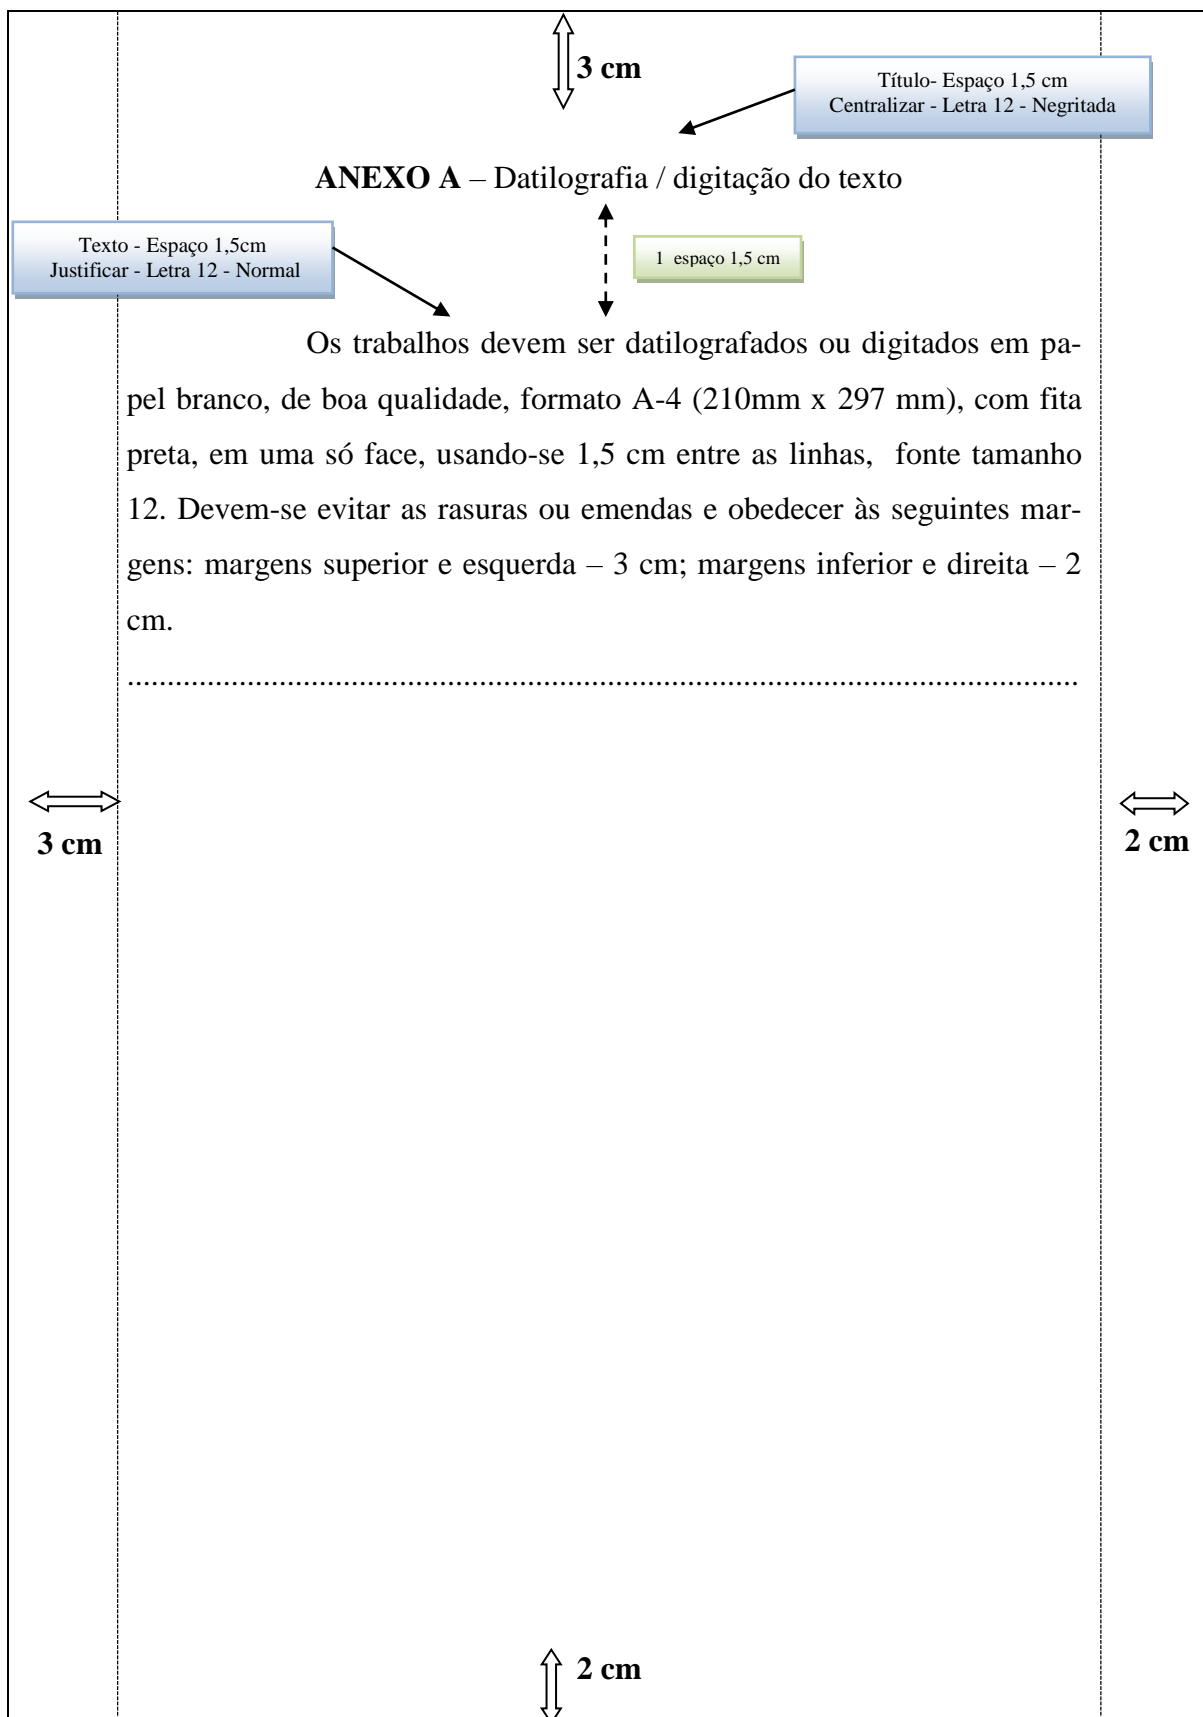 3 cm
Título- Espaço 1,5 cm
Centralizar - Letra 12 - Negritada
ANEXO A – Datilografia / digitação do texto
Texto - Espaço 1,5cm
Justificar - Letra 12 - Normal
1  espaço 1,5 cm
Os trabalhos devem ser datilografados ou digitados em pa-
pel branco, de boa qualidade, formato A-4 (210mm x 297 mm), com fita
preta, em uma só face, usando-se 1,5 cm entre as linhas,  fonte tamanho
12. Devem-se evitar as rasuras ou emendas e obedecer às seguintes mar-
gens: margens superior e esquerda – 3 cm; margens inferior e direita – 2
cm.
.......................................................................................................................
3 cm
2 cm
2 cm